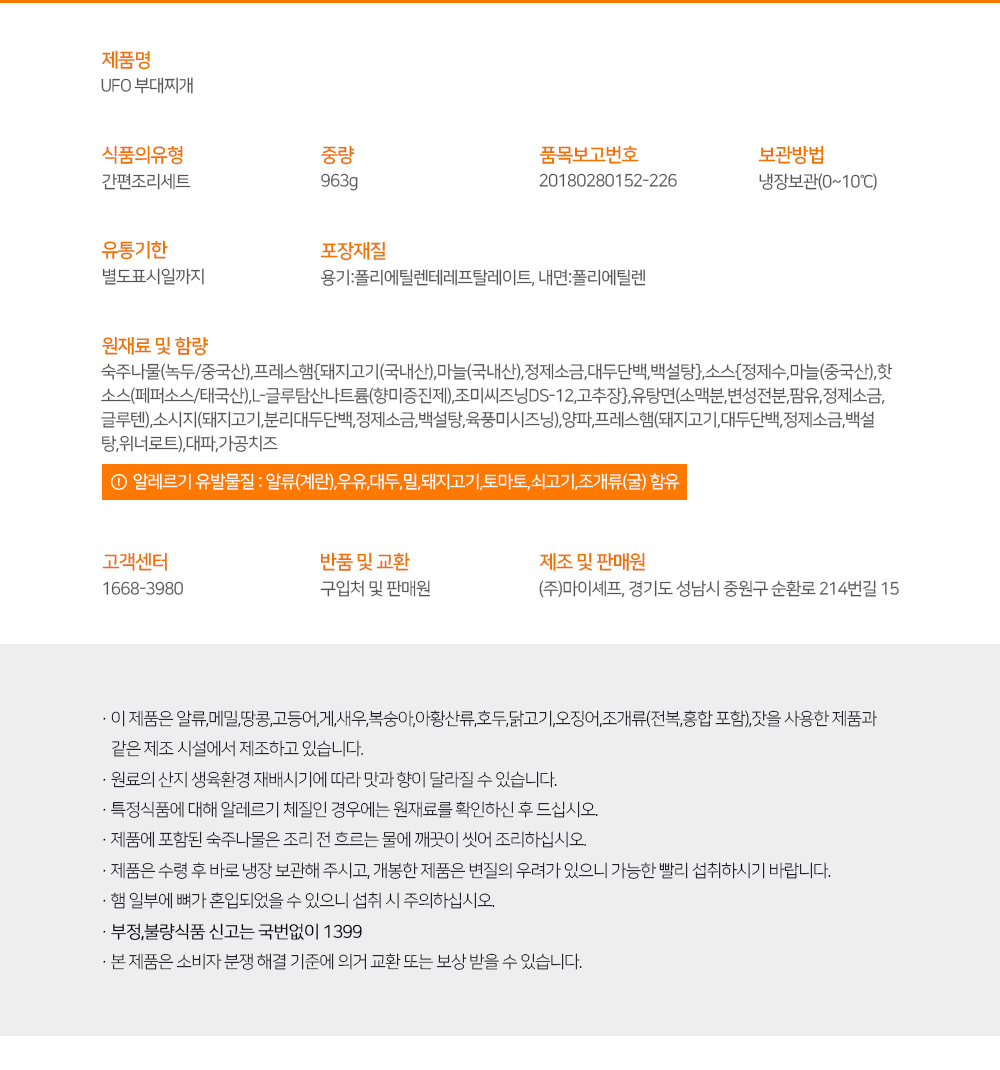 제품명
UFO 부대찌개
식품의유형
간편조리세트
중량
963g
품목보고번호
20180280152-226
보관방법
냉장보관(0~10℃)
유통기한
별도표시일까지
포장재질
용기:폴리에틸렌테레프탈레이트, 내면:폴리에틸렌
원재료 및 함량
숙주나물(녹두/중국산),프레스햄{돼지고기(국내산),마늘(국내산),정제소금,대두단백,백설탕},소스{정제수,마늘(중국산),핫
소스(페퍼소스/태국산),L-글루탐산나트륨(향미증진제),조미씨즈닝DS-12,고추장},유탕면(소맥분,변성전분,팜유,정제소금,
글루텐),소시지(돼지고기,분리대두단백,정제소금,백설탕,육풍미시즈닝),양파,프레스햄(돼지고기,대두단백,정제소금,백설
탕,위너로트),대파,가공치즈
알레르기 유발물질 : 알류(계란),우유,대두,밀,돼지고기,토마토,쇠고기,조개류(굴) 함유
고객센터
1668-3980
반품 및 교환
구입처 및 판매원
제조 및 판매원
(주)마이셰프, 경기도 성남시 중원구 순환로 214번길 15
· 이 제품은 알류,메밀,땅콩,고등어,게,새우,복숭아,아황산류,호두,닭고기,오징어,조개류(전복,홍합 포함),잣을 사용한 제품과
같은 제조 시설에서 제조하고 있습니다.
· 원료의 산지 생육환경 재배시기에 따라 맛과 향이 달라질 수 있습니다.
· 특정식품에 대해 알레르기 체질인 경우에는 원재료를 확인하신 후 드십시오.
· 제품에 포함된 숙주나물은 조리 전 흐르는 물에 깨끗이 씻어 조리하십시오.
· 제품은 수령 후 바로 냉장 보관해 주시고, 개봉한 제품은 변질의 우려가 있으니 가능한 빨리 섭취하시기 바랍니다.
· 햄 일부에 뼈가 혼입되었을 수 있으니 섭취 시 주의하십시오.
· 부정,불량식품 신고는 국번없이 1399
· 본 제품은 소비자 분쟁 해결 기준에 의거 교환 또는 보상 받을 수 있습니다.